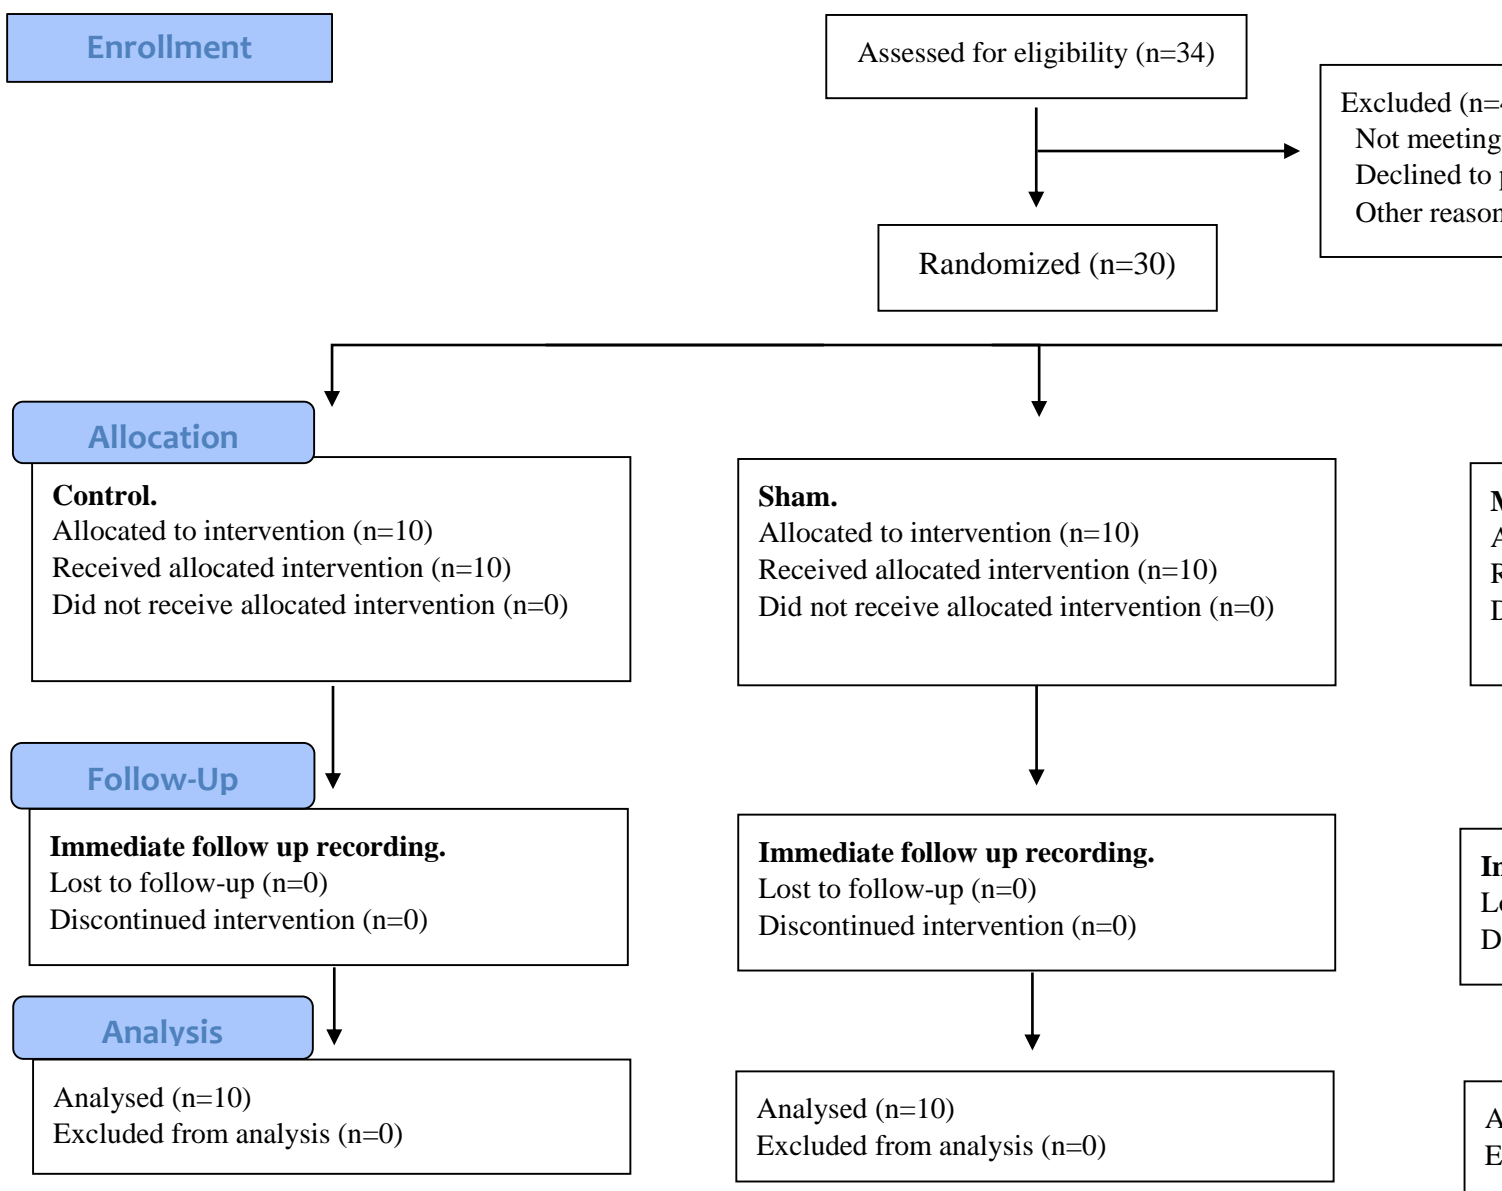 Enrollment
Assessed for eligibility (n=34)
Excluded (n=
Not meeting
Declined to
Other reason
Randomized (n=30)
Allocation
Control.
Allocated to intervention (n=10)
Received allocated intervention (n=10)
Did not receive allocated intervention (n=0)
Sham.
Allocated to intervention (n=10)
Received allocated intervention (n=10)
Did not receive allocated intervention (n=0)
Follow-Up
Immediate follow up recording.
Lost to follow-up (n=0)
Discontinued intervention (n=0)
Immediate follow up recording.
Lost to follow-up (n=0)
Discontinued intervention (n=0)
Analysis
Analysed (n=10)
Excluded from analysis (n=0)
Analysed (n=10)
Excluded from analysis (n=0)